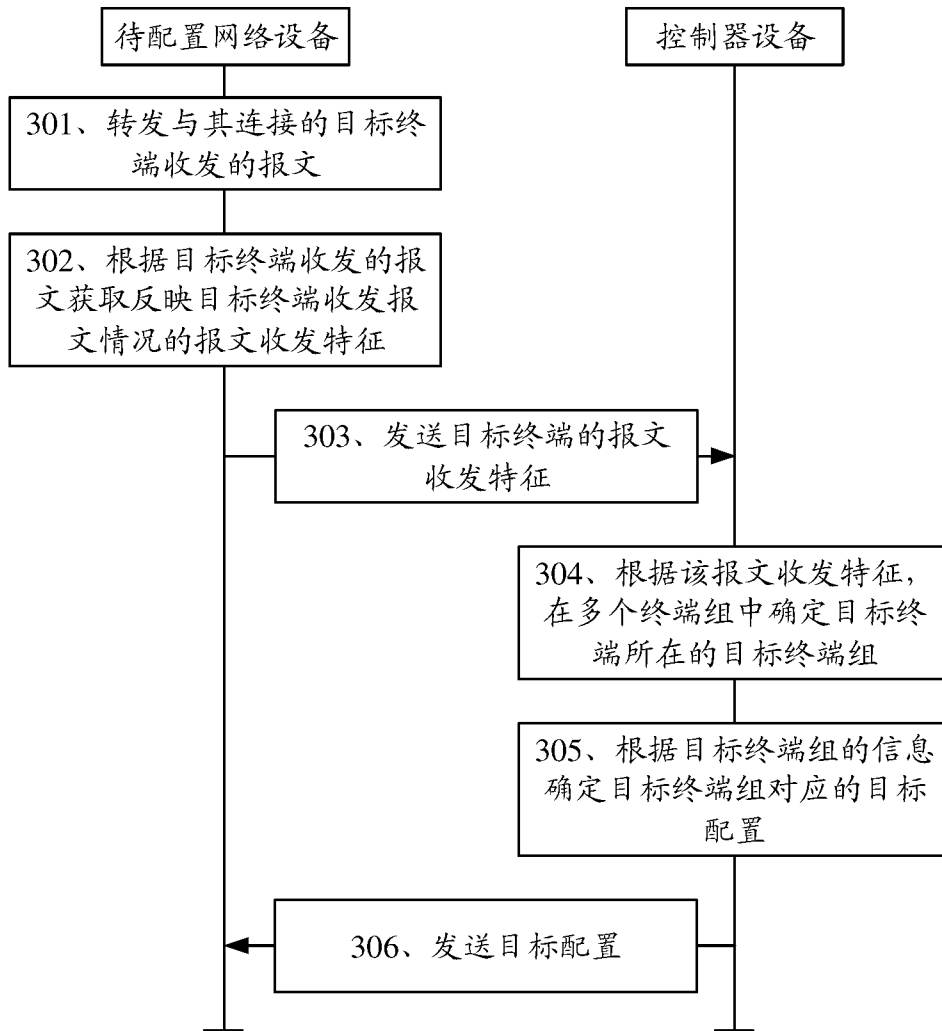 待配置网络设备
控制器设备
301、转发与其连接的目标终
端收发的报文
302、根据目标终端收发的报
文获取反映目标终端收发报
文情况的报文收发特征
303、发送目标终端的报文
收发特征
304、根据该报文收发特征，
在多个终端组中确定目标终
端所在的目标终端组
305、根据目标终端组的信息
确定目标终端组对应的目标
配置
306、发送目标配置